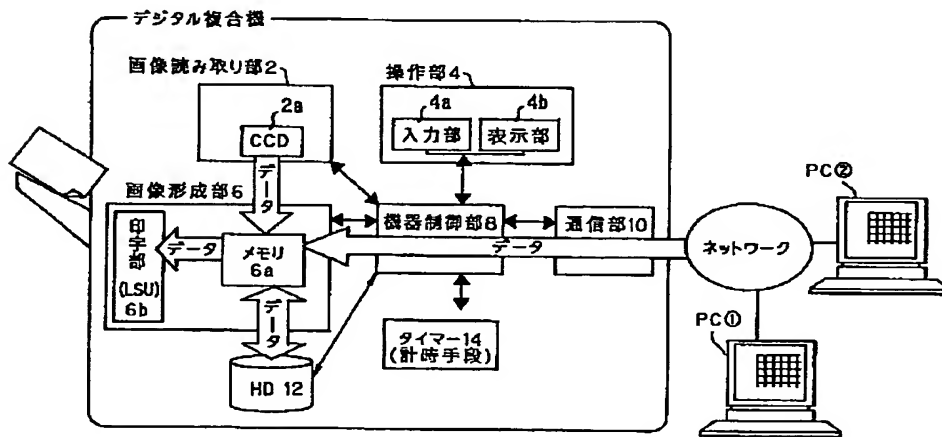 デジタル複合機
画像読み取り部2
2a
CCD
データ
操作部4
4a
4b
入力部
表示部
画像形成部6
印字部
(LSU)
6b
データ
メモリ
6a
データ
HD 12
機器制御部8
データ
通信部10
タイマー14
(計時手段)
ネットワーク
PC②
PC①